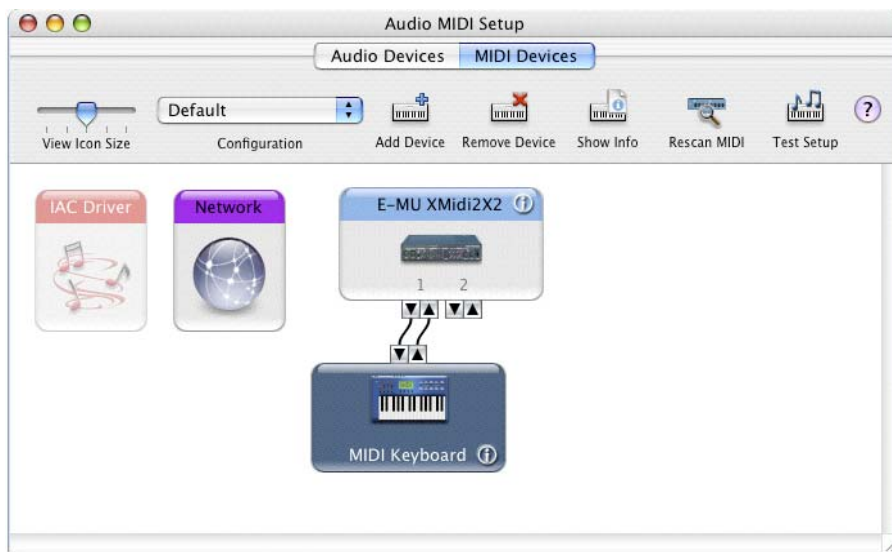 Audio MIDI Setup
Audio Devices MIDI Devices
Default
View Icon Size Configuration Add Device Remove Device Show Info Rescan MIDI Test Setup ?
IAC Driver Network E-MU XMidi2X2 i
1 2
MIDI Keyboard i